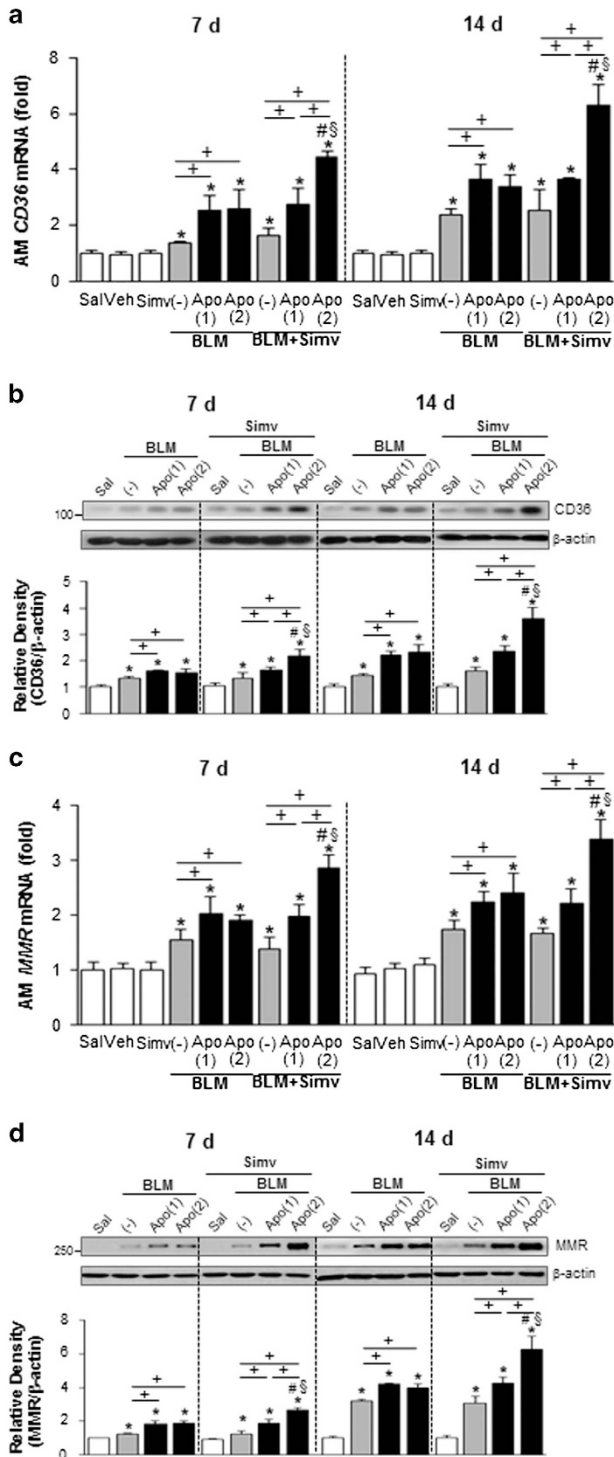 a
7 d
14 d
AM CD36 mRNA (fold)
8
6
4
2
0
+
+
+
+
+
# §
* * * * * *
+
+
+
+
+
# §
* * * * * *
Sal Veh Simv (-) Apo (1) Apo (2) (-) Apo (1) Apo (2)
BLM BLM+Simv
Sal Veh Simv (-) Apo (1) Apo (2) (-) Apo (1) Apo (2)
BLM BLM+Simv
b
7 d
14 d
Simv
Simv
BLM BLM BLM BLM
Sal (-) Apo(1) Apo(2) Sal (-) Apo(1) Apo(2) Sal (-) Apo(1) Apo(2) Sal (-) Apo(1) Apo(2)
100
CD36
β-actin
Relative Density
(CD36/β-actin)
5
4
3
2
1
0
+
+
* * *
+
+ +
# §
* * *
+
+
* * *
+
+ +
# §
* * *
c
7 d
14 d
AM MMR mRNA (fold)
4
3
2
1
0
+
+
+
+ +
# §
* * * * * *
+
+
+
+ +
# §
* * * * * *
Sal Veh Simv (-) Apo (1) Apo (2) (-) Apo (1) Apo (2)
BLM BLM+Simv
Sal Veh Simv (-) Apo (1) Apo (2) (-) Apo (1) Apo (2)
BLM BLM+Simv
d
7 d
14 d
Simv
Simv
BLM BLM BLM BLM
Sal (-) Apo(1) Apo(2) Sal (-) Apo(1) Apo(2) Sal (-) Apo(1) Apo(2) Sal (-) Apo(1) Apo(2)
250
MMR
β-actin
Relative Density
(MMR/β-actin)
8
6
4
2
0
+
+
* * *
+
+ +
# §
* * *
+
+
* * *
+
+ +
# §
* * *